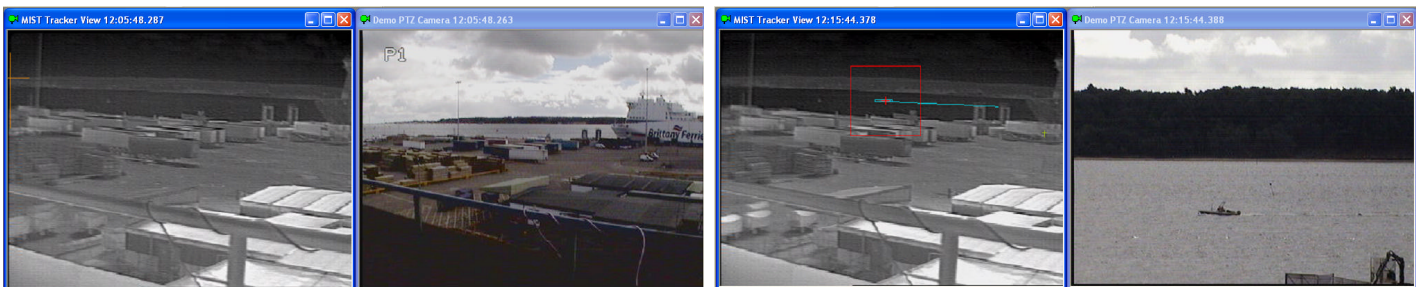 MIST Tracker View 12:05:48.287
Demo PTZ Camera 12:05:48.263
MIST Tracker View 12:15:44.378
Demo PTZ Camera 12:15:44.388
P1
Brittany Ferrie